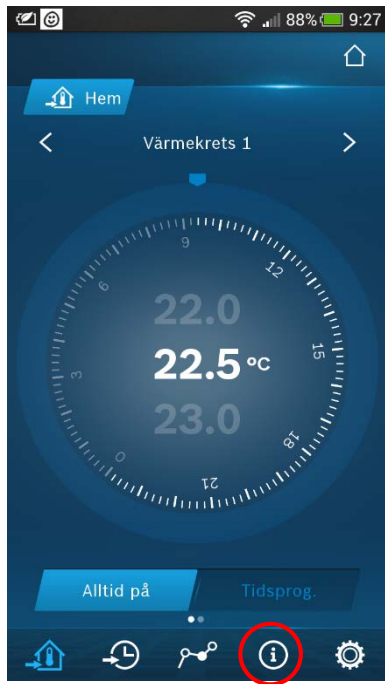 88% 9:27
Hem
Värmekrets 1
9
12
6
22.0
22.5 °C
15
3
23.0
0
18
21
Alltid på
Tidsprog.